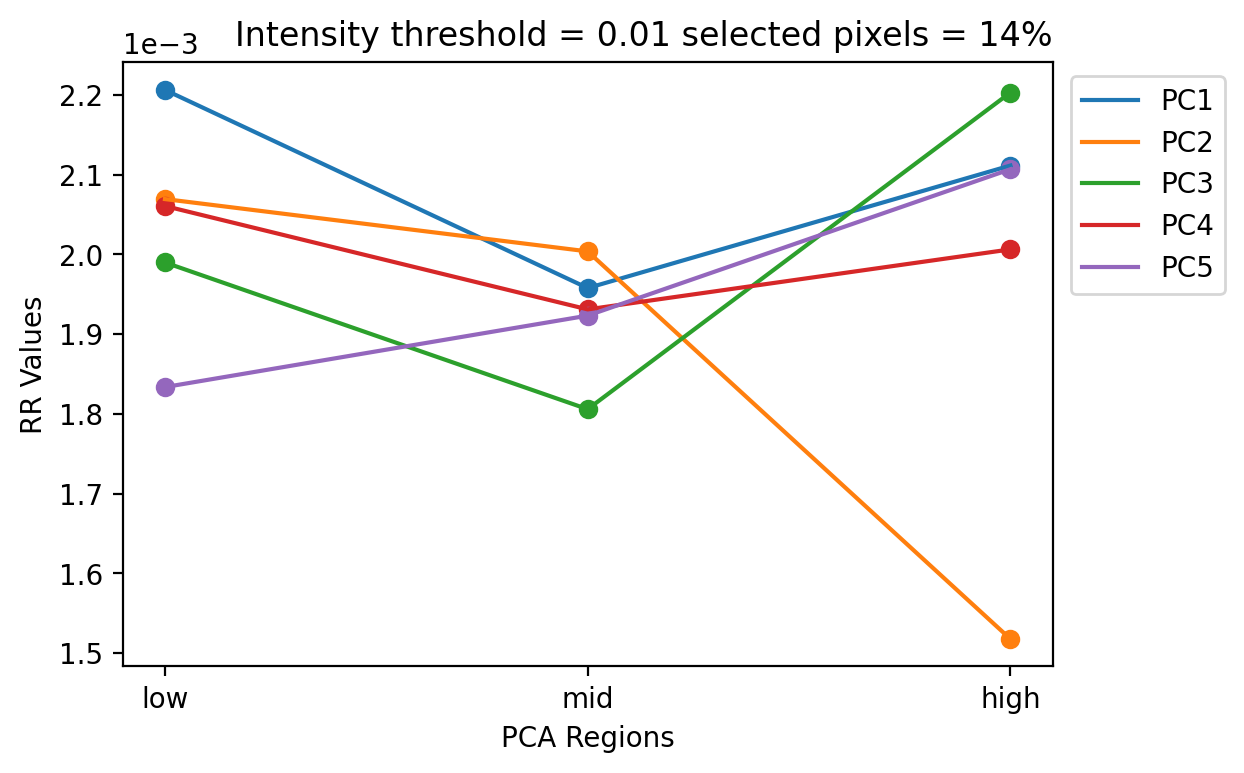 Intensity threshold = 0.01 selected pixels = 14%
1e−3
2.2
2.1
2.0
1.9
1.8
1.7
1.6
1.5
RR Values
low mid high
PCA Regions
PC1
PC2
PC3
PC4
PC5